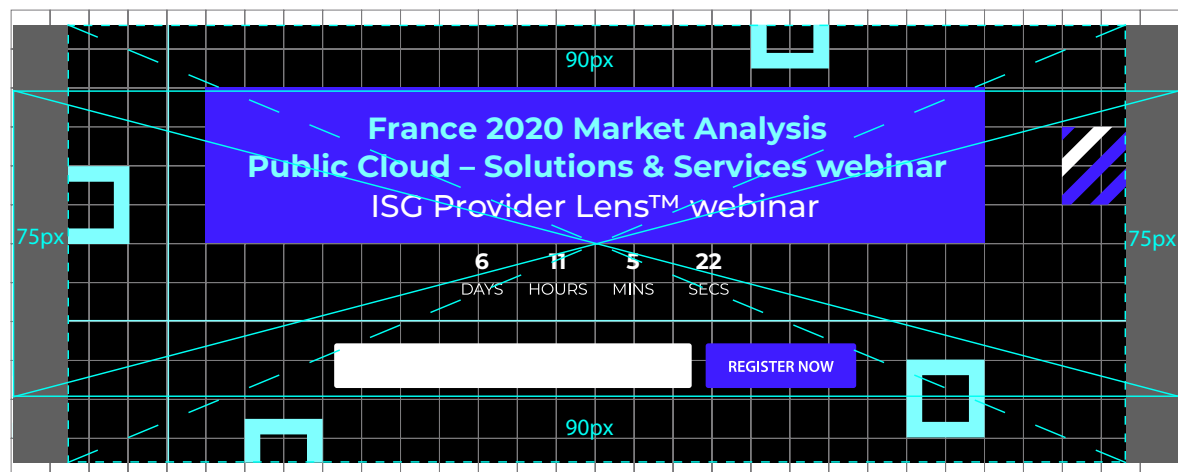 90px
France 2020 Market Analysis
Public Cloud – Solutions & Services webinar
ISG Provider Lens™ webinar
75px
75px
6 11 5 22
DAYS HOURS MINS SECS
REGISTER NOW
90px